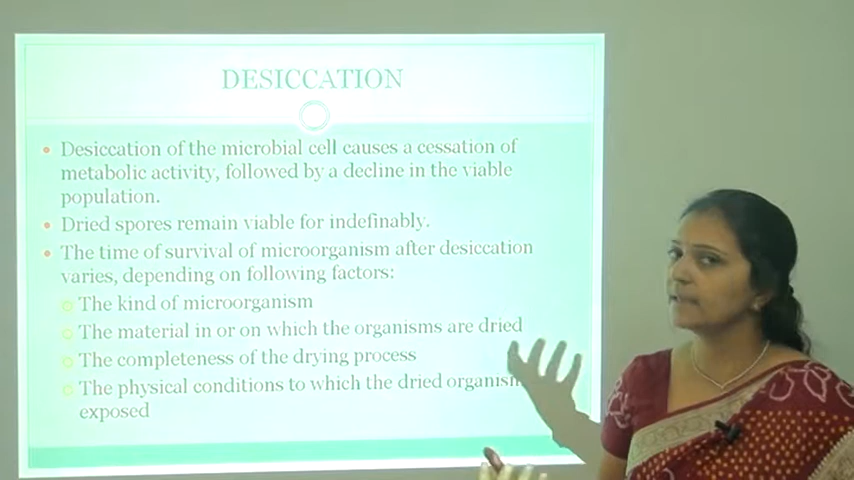 DESICCATION
Desiccation of the microbial cell causes a cessation of
metabolic activity, followed by a decline in the viable
population.
Dried spores remain viable for indefinably.
The time of survival of microorganism after desiccation
varies, depending on following factors:
The kind of microorganism
The material in or on which the organisms are dried
The completeness of the drying process
The physical conditions to which the dried organism
exposed